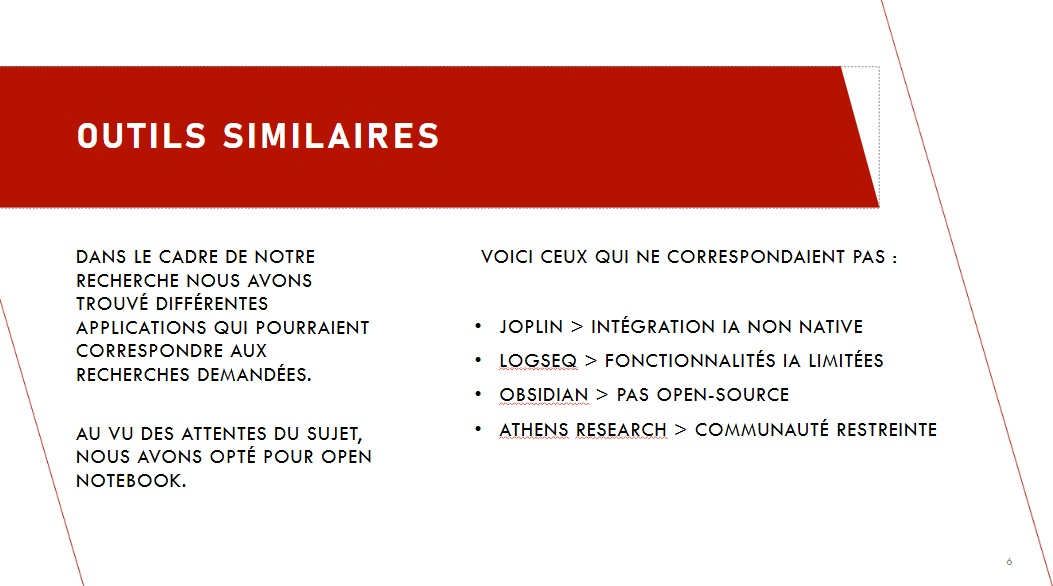 OUTILS SIMILAIRES
DANS LE CADRE DE NOTRE
RECHERCHE NOUS AVONS
TROUVÉ DIFFÉRENTES
APPLICATIONS QUI POURRAIENT
CORRESPONDRE AUX
RECHERCHES DEMANDÉES.
AU VU DES ATTENTES DU SUJET,
NOUS AVONS OPTÉ POUR OPEN
NOTEBOOK.
VOICI CEUX QUI NE CORRESPONDAIENT PAS :
• JOPLIN > INTÉGRATION IA NON NATIVE
• LOGSEQ > FONCTIONNALITÉS IA LIMITÉES
• OBSIDIAN > PAS OPEN-SOURCE
• ATHENS RESEARCH > COMMUNAUTÉ RESTREINTE
6